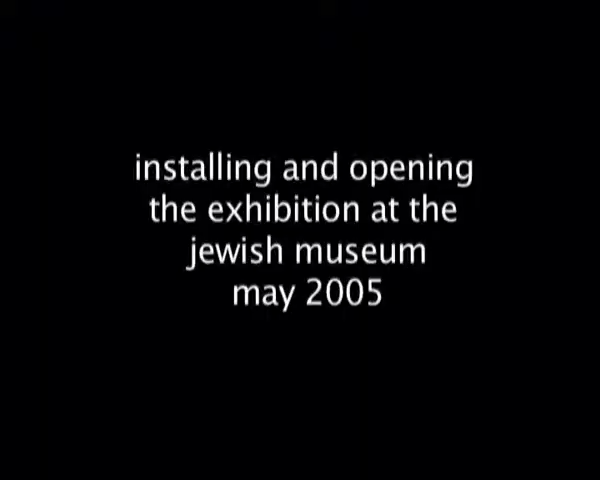 installing and opening
the exhibition at the
jewish museum
may 2005